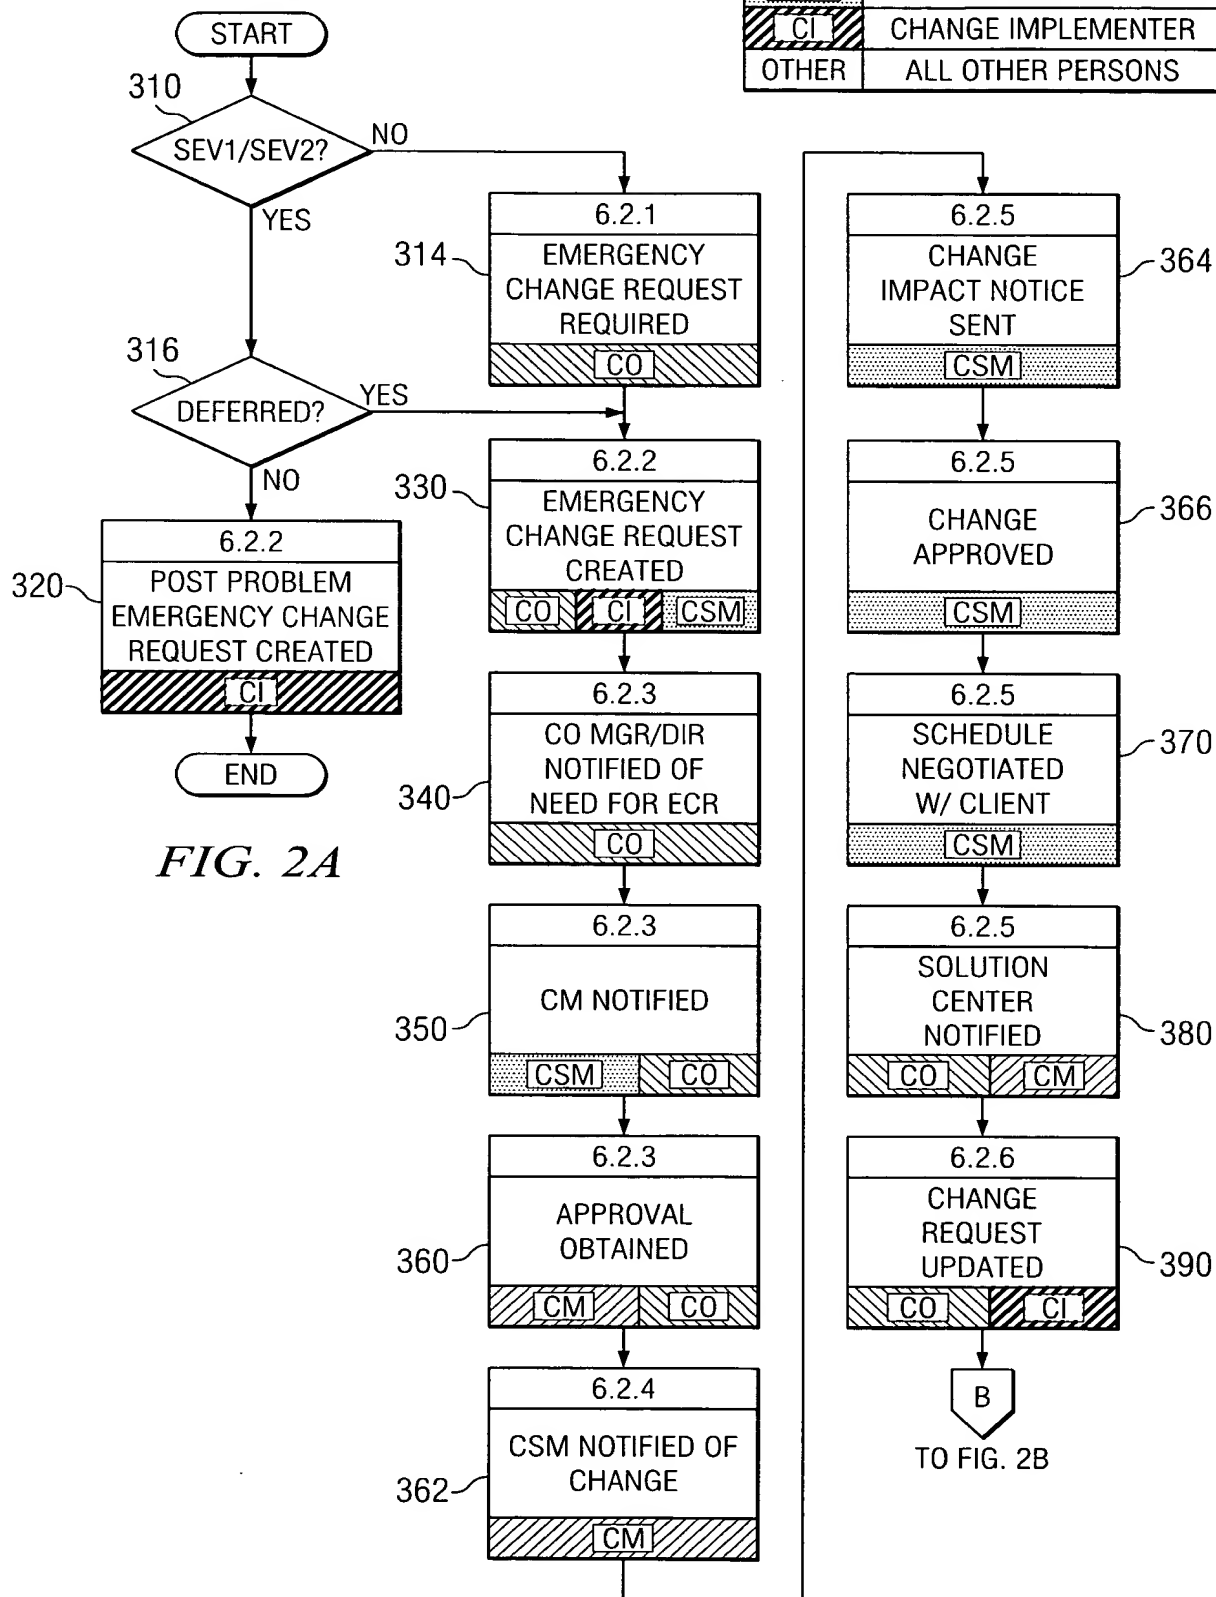 CI CHANGE IMPLEMENTER
OTHER ALL OTHER PERSONS
START
310
SEV1/SEV2?
NO
YES
316
DEFERRED?
YES
NO
320
6.2.2
POST PROBLEM
EMERGENCY CHANGE
REQUEST CREATED
CI
END
FIG. 2A
314
6.2.1
EMERGENCY
CHANGE REQUEST
REQUIRED
CO
330
6.2.2
EMERGENCY
CHANGE REQUEST
CREATED
CO CI CSM
340
6.2.3
CO MGR/DIR
NOTIFIED OF
NEED FOR ECR
CO
350
6.2.3
CM NOTIFIED
CSM CO
360
6.2.3
APPROVAL
OBTAINED
CM CO
362
6.2.4
CSM NOTIFIED OF
CHANGE
CM
364
6.2.5
CHANGE
IMPACT NOTICE
SENT
CSM
366
6.2.5
CHANGE
APPROVED
CSM
370
6.2.5
SCHEDULE
NEGOTIATED
W/ CLIENT
CSM
380
6.2.5
SOLUTION
CENTER
NOTIFIED
CO CM
390
6.2.6
CHANGE
REQUEST
UPDATED
CO CI
B
TO FIG. 2B